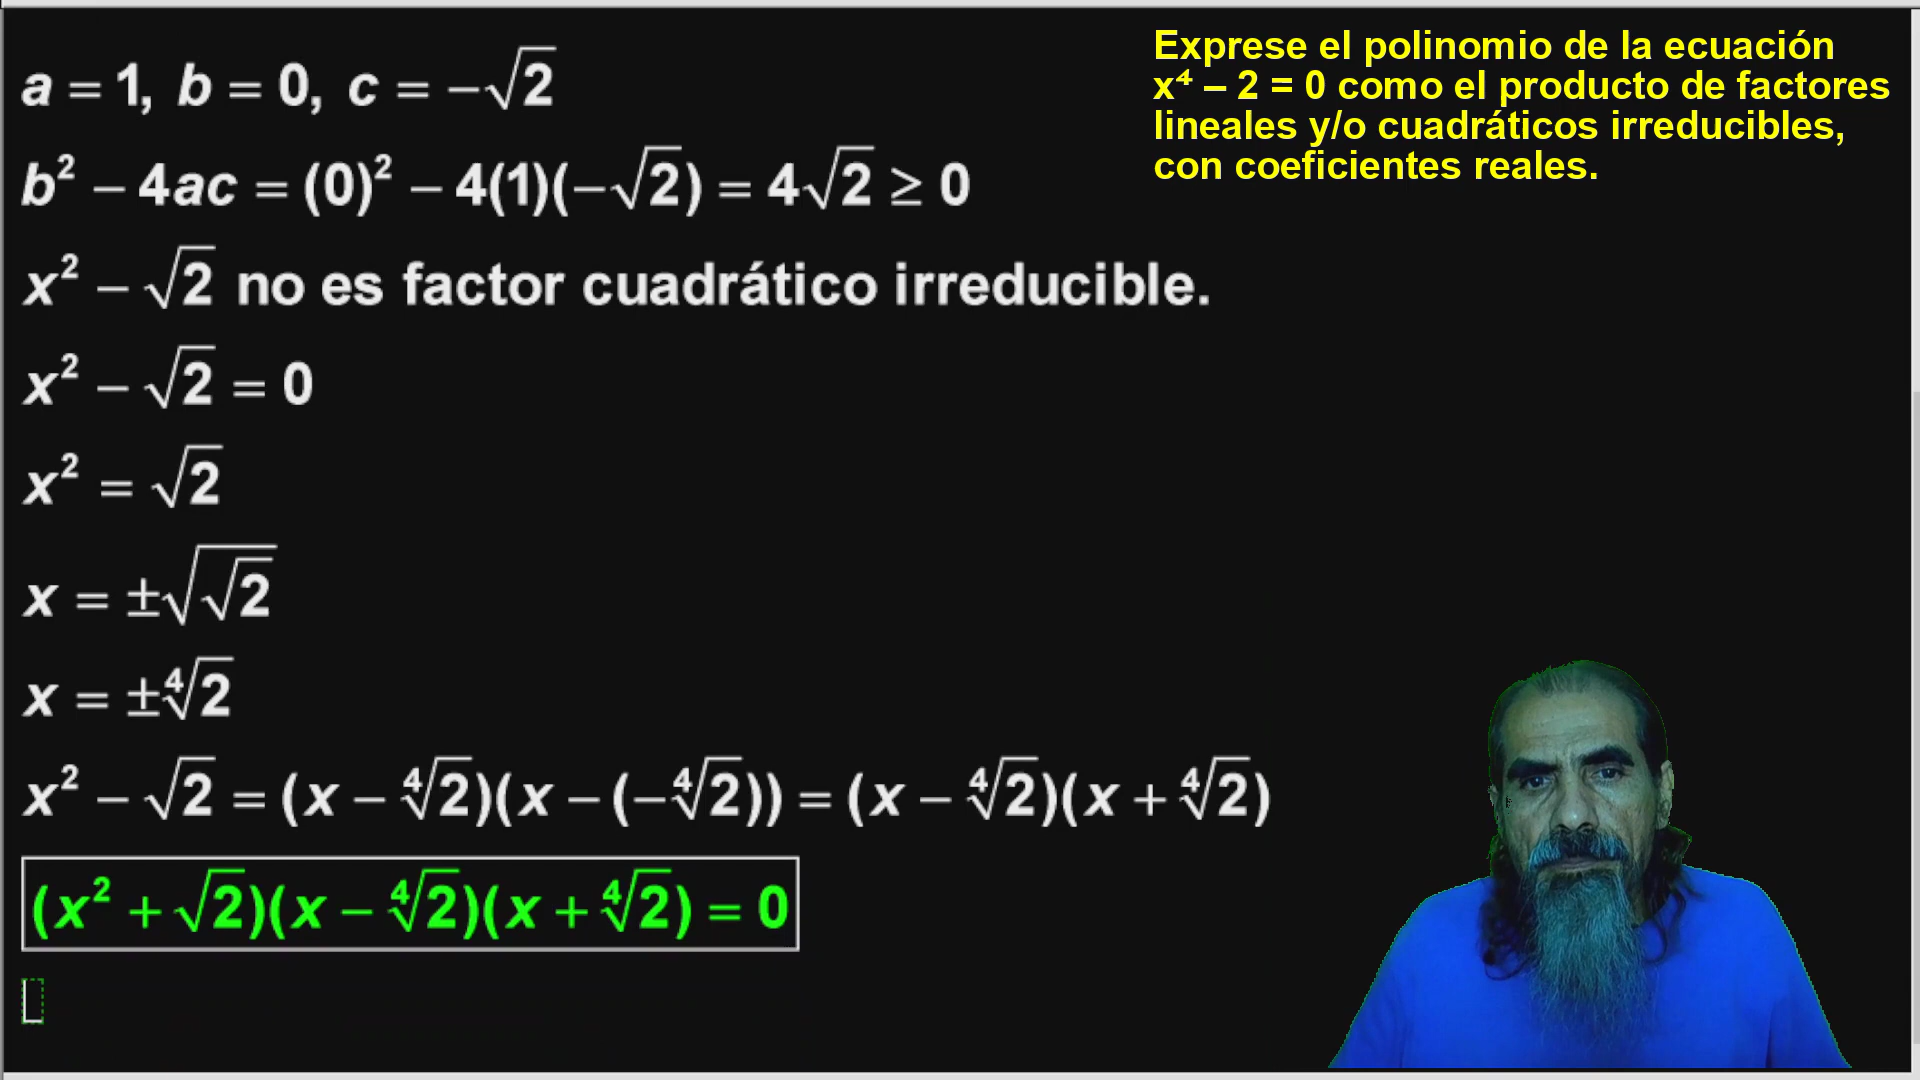 a = 1, b = 0, c = −√2
b² − 4ac = (0)² − 4(1)(−√2) = 4√2 ≥ 0
x² − √2 no es factor cuadrático irreducible.
x² − √2 = 0
x² = √2
x = ±√√2
x = ±∜2
x² − √2 = (x − ∜2)(x − (−∜2)) = (x − ∜2)(x + ∜2)
(x² + √2)(x − ∜2)(x + ∜2) = 0
Exprese el polinomio de la ecuación
x⁴ – 2 = 0 como el producto de factores
lineales y/o cuadráticos irreducibles,
con coeficientes reales.